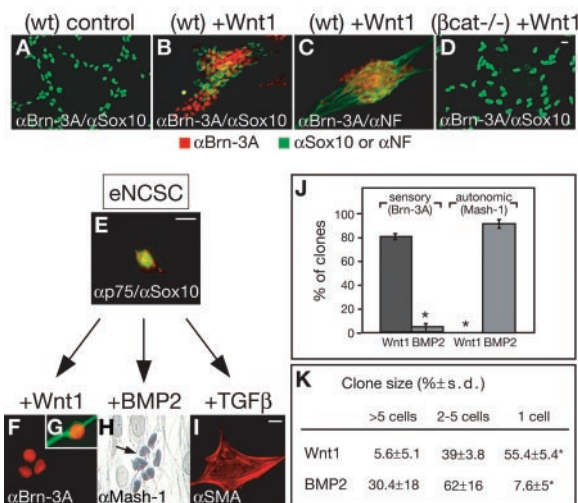 (wt) control (wt) +Wnt1 (wt) +Wnt1 (βcat-/-) +Wnt1
A B C D
αBrn-3A/αSox10 αBrn-3A/αSox10 αBrn-3A/αNF αBrn-3A/αSox10
αBrn-3A αSox10 or αNF
eNCSC
E
αp75/αSox10
+Wnt1 +BMP2 +TGFβ
F G H I
αBrn-3A αMash-1 αSMA
J
sensory (Brn-3A) autonomic (Mash-1)
% of clones
100
80
60
40
20
0
* *
Wnt1 BMP2 Wnt1 BMP2
K Clone size (%± s.d.)
>5 cells 2-5 cells 1 cell
Wnt1 5.6±5.1 39±3.8 55.4±5.4*
BMP2 30.4±18 62±16 7.6±5*